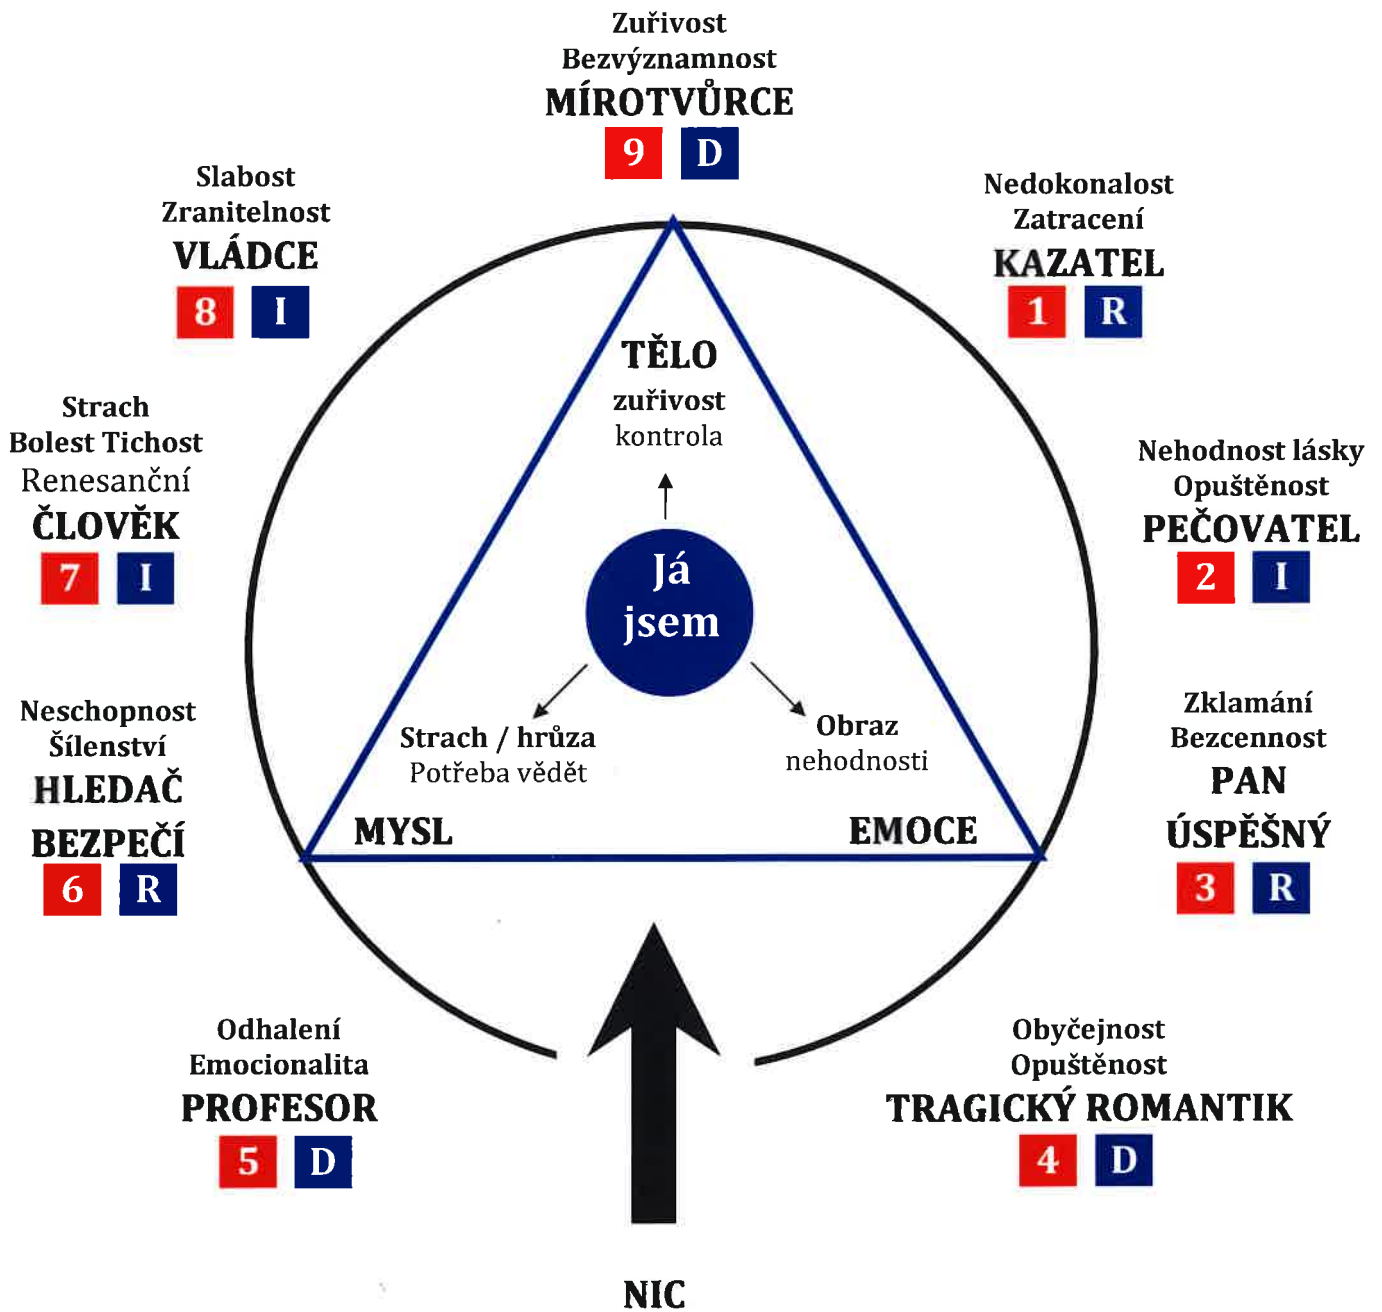 Zuřivost
Bezvýznamnost
MÍROTVŮRCE
9 D
Slabost
Zranitelnost
VLÁDCE
8 I
Nedokonalost
Zatracení
KAZATEL
1 R
TĚLO
zuřivost
kontrola
Strach
Bolest Tichost
Renesanční
ČLOVĚK
7 I
Nehodnost lásky
Opuštěnost
PEČOVATEL
2 I
Já
jsem
Neschopnost
Šílenství
HLEDAČ
BEZPEČÍ
6 R
Strach / hrůza
Potřeba vědět
MYSL
Obraz
nehodnosti
EMOCE
Zklamání
Bezcennost
PAN
ÚSPĚŠNÝ
3 R
Odhalení
Emocionalita
PROFESOR
5 D
Obyčejnost
Opuštěnost
TRAGICKÝ ROMANTIK
4 D
NIC